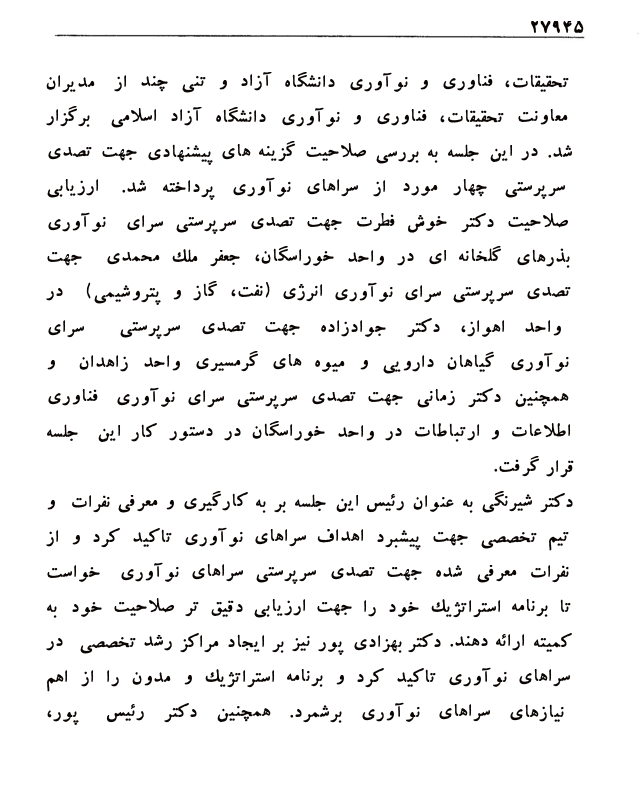 ۲۷۹۴۵
تحقیقات، فناوری و نوآوری دانشگاه آزاد و تنی چند از مدیران
معاونت تحقیقات، فناوری و نوآوری دانشگاه آزاد اسلامی برگزار
شد. در این جلسه به بررسی صلاحیت گزینه های پیشنهادی جهت تصدی
سرپرستی چهار مورد از سراهای نوآوری پرداخته شد. ارزیابی
صلاحیت دکتر خوش فطرت جهت تصدی سرپرستی سرای نوآوری
بذرهای گلخانه ای در واحد خوراسگان، جعفر ملك محمدی جهت
تصدی سرپرستی سرای نوآوری انرژی (نفت، گاز و پتروشیمی) در
واحد اهواز، دکتر جوادزاده جهت تصدی سرپرستی سرای
نوآوری گیاهان دارویی و میوه های گرمسیری واحد زاهدان و
همچنین دکتر زمانی جهت تصدی سرپرستی سرای نوآوری فناوری
اطلاعات و ارتباطات در واحد خوراسگان در دستور کار این جلسه
قرار گرفت.
دکتر شیرنگی به عنوان رئیس این جلسه بر به کارگیری و معرفی نفرات و
تیم تخصصی جهت پیشبرد اهداف سراهای نوآوری تاکید کرد و از
نفرات معرفی شده جهت تصدی سرپرستی سراهای نوآوری خواست
تا برنامه استراتژیك خود را جهت ارزیابی دقیق تر صلاحیت خود به
کمیته ارائه دهند. دکتر بهزادی پور نیز بر ایجاد مراکز رشد تخصصی در
سراهای نوآوری تاکید کرد و برنامه استراتژیك و مدون را از اهم
نیازهای سراهای نوآوری برشمرد. همچنین دکتر رئیس پور،